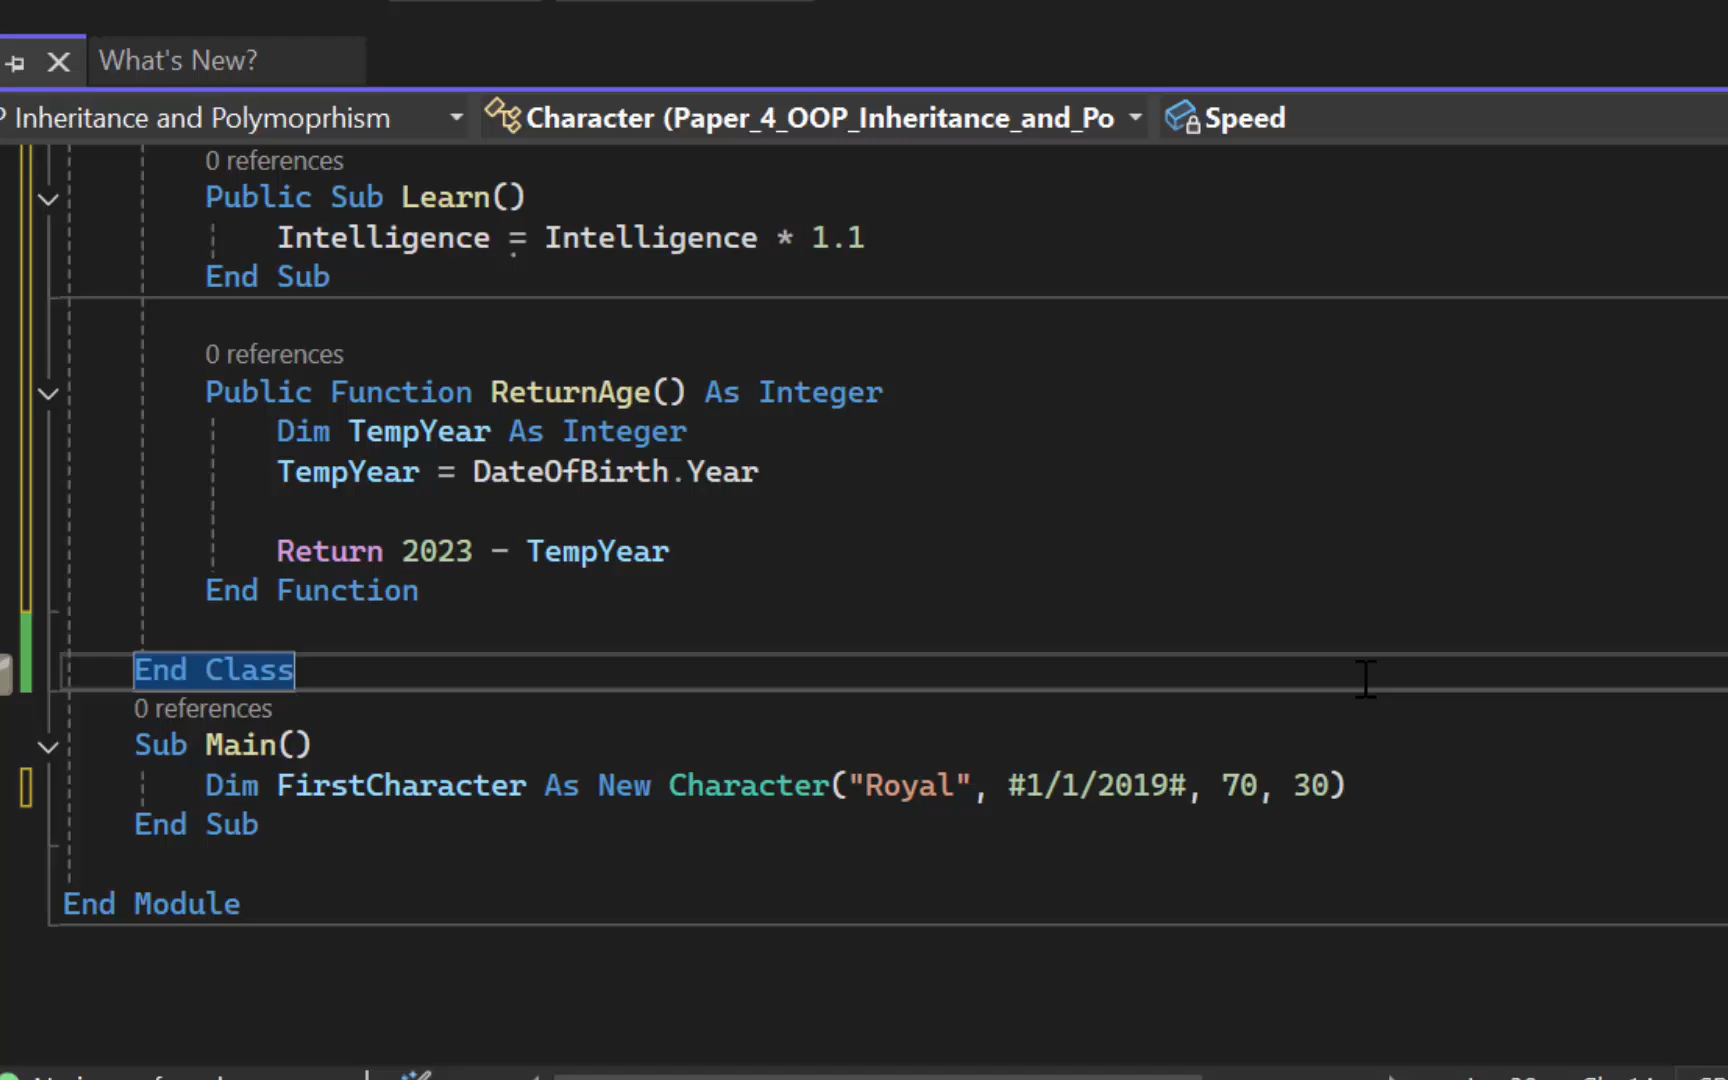 What's New?
Inheritance and Polymoprhism
Character (Paper_4_OOP_Inheritance_and_Po
Speed
0 references
Public Sub Learn()
Intelligence = Intelligence * 1.1
End Sub
0 references
Public Function ReturnAge() As Integer
Dim TempYear As Integer
TempYear = DateOfBirth.Year
Return 2023 - TempYear
End Function
End Class
0 references
Sub Main()
Dim FirstCharacter As New Character("Royal", #1/1/2019#, 70, 30)
End Sub
End Module